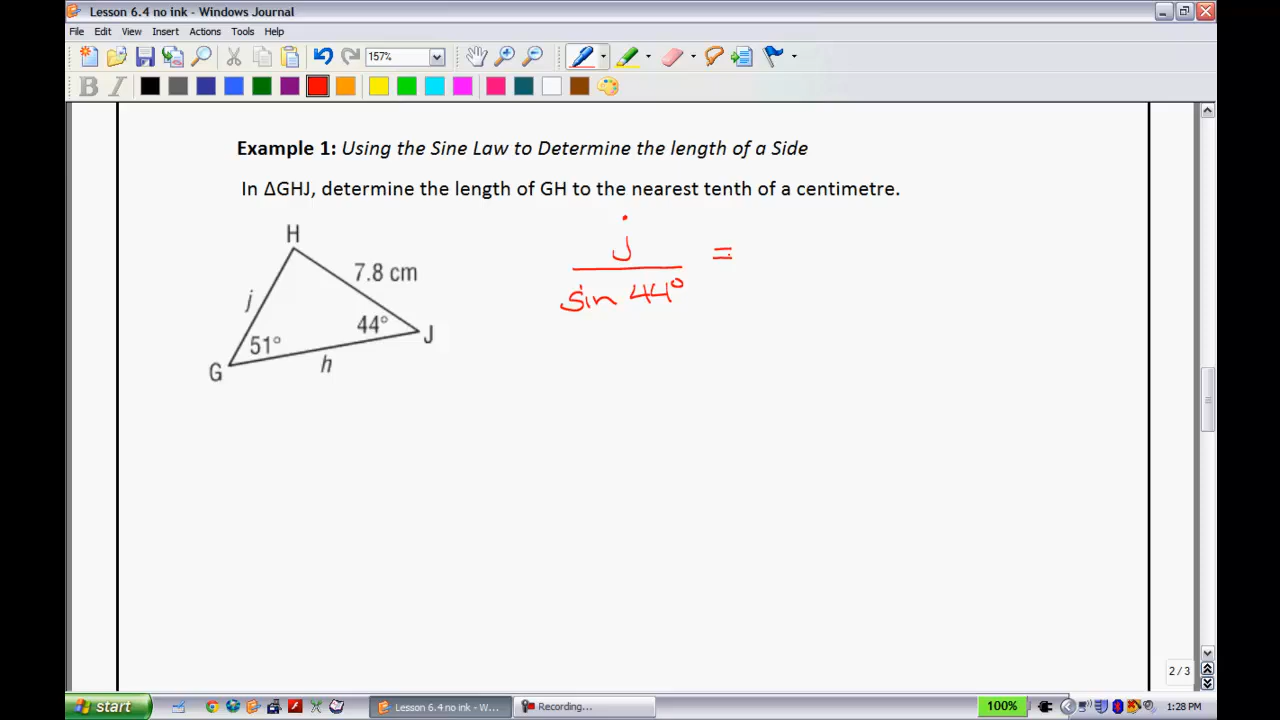 Lesson 6.4 no ink - Windows Journal
File Edit View Insert Actions Tools Help
157%
B I
Example 1: Using the Sine Law to Determine the length of a Side
In ΔGHJ, determine the length of GH to the nearest tenth of a centimetre.
H
7.8 cm
j
44°
J
51°
G
h
j
=
sin 44°
2 / 3
start
Lesson 6.4 no ink - W...
Recording...
100%
1:28 PM